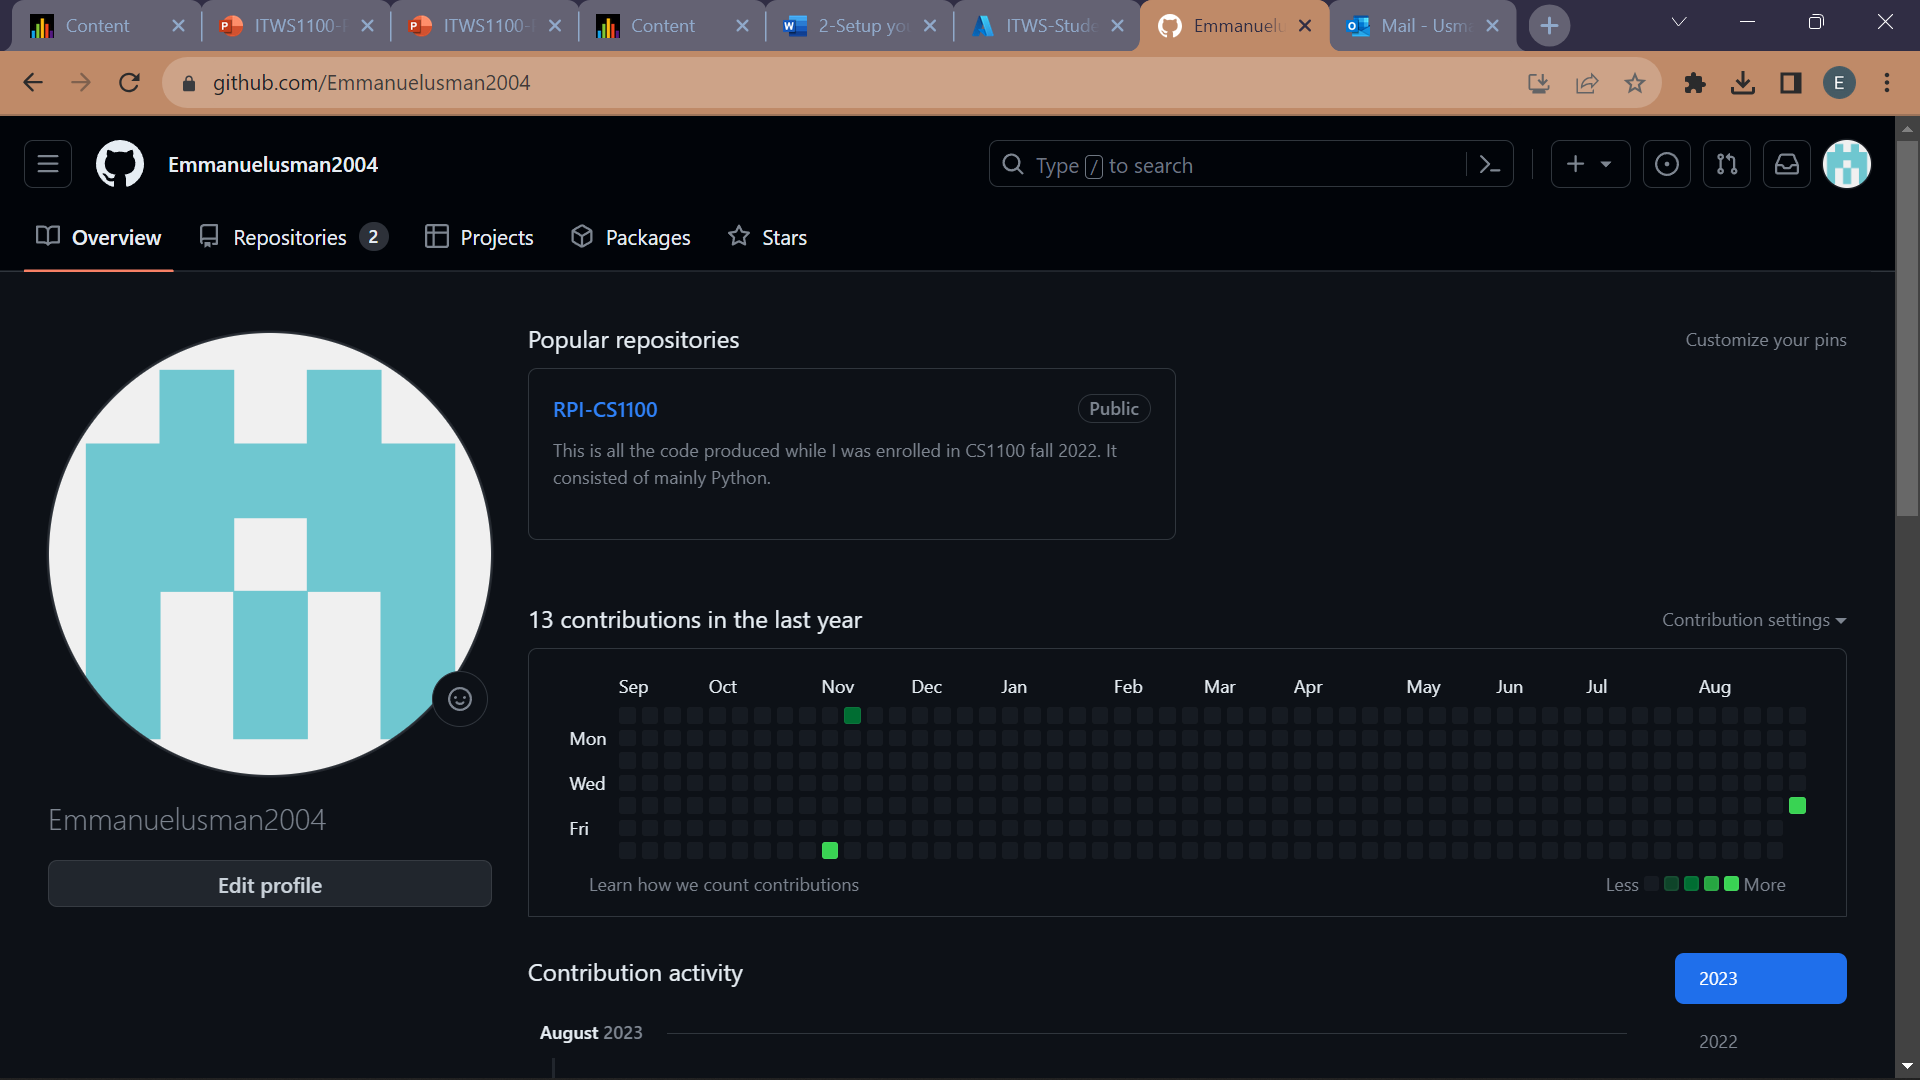 Content
ITWS1100-
ITWS1100-
Content
2-Setup yo
ITWS-Stude
Emmanuelu
Mail - Usma
github.com/Emmanuelusman2004
E
Emmanuelusman2004
Type / to search
Overview
Repositories 2
Projects
Packages
Stars
Popular repositories
Customize your pins
RPI-CS1100
Public
This is all the code produced while I was enrolled in CS1100 fall 2022. It
consisted of mainly Python.
13 contributions in the last year
Contribution settings
Sep Oct Nov Dec Jan Feb Mar Apr May Jun Jul Aug
Mon
Wed
Fri
Learn how we count contributions
Less More
Emmanuelusman2004
Edit profile
Contribution activity
2023
August 2023
2022